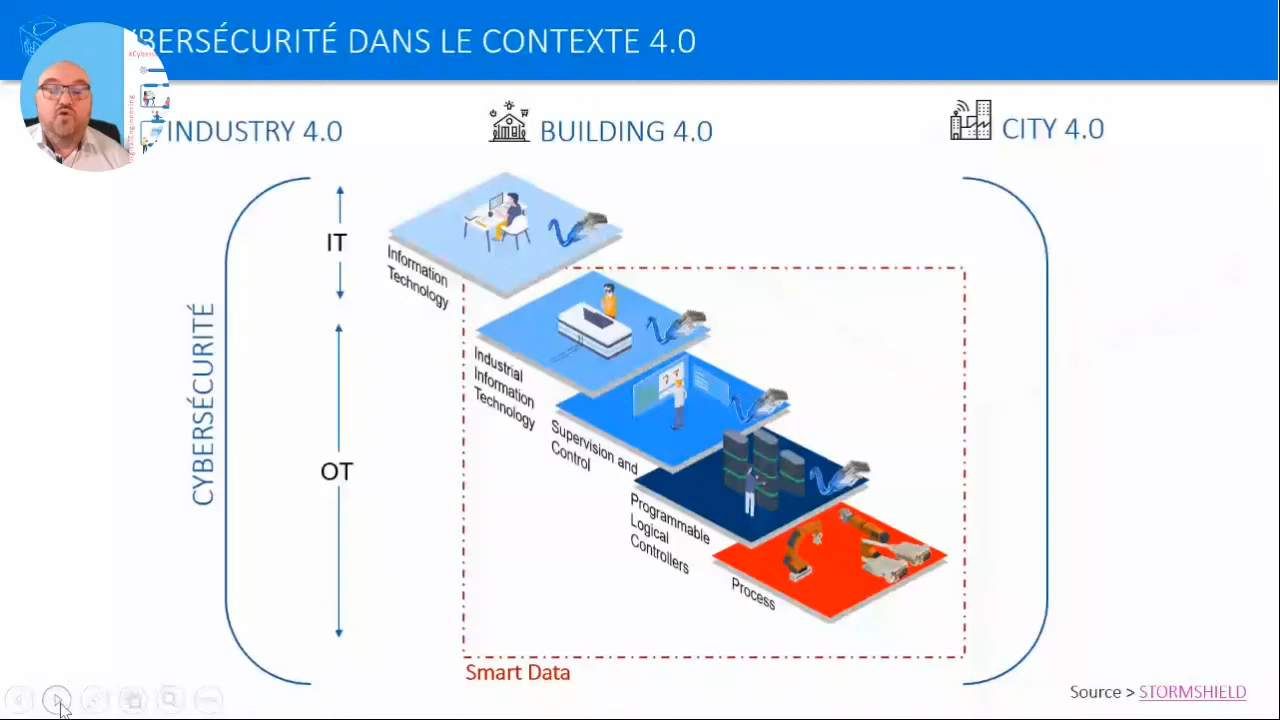 BERSÉCURITÉ DANS LE CONTEXTE 4.0
INDUSTRY 4.0
BUILDING 4.0
CITY 4.0
CYBERSÉCURITÉ
IT
OT
Information
Technology
Industrial
Information
Technology
Supervision and
Control
Programmable
Logical
Controllers
Process
Smart Data
Source > STORMSHIELD